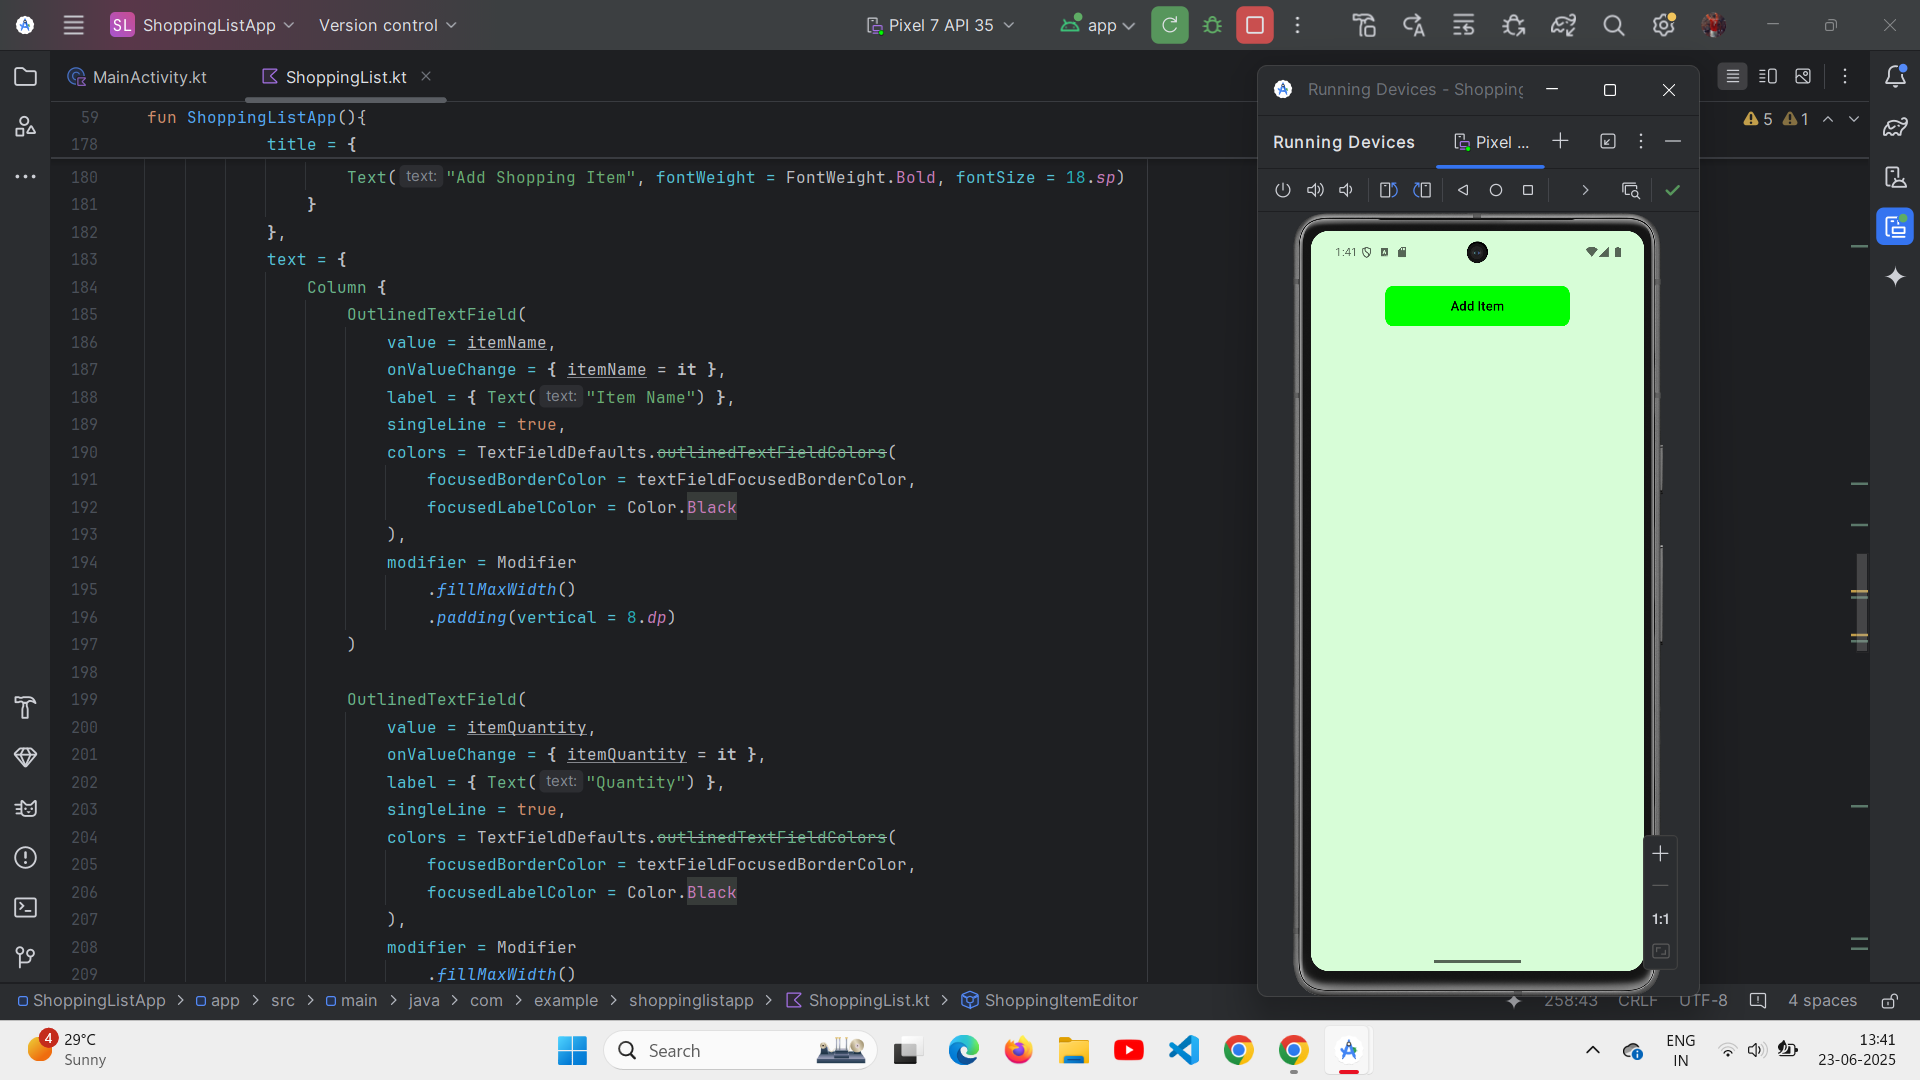 SL ShoppingListApp Version control Pixel 7 API 35 app
MainActivity.kt ShoppingList.kt
59 fun ShoppingListApp(){
178 title = {
180 Text( text: "Add Shopping Item", fontWeight = FontWeight.Bold, fontSize = 18.sp)
181 }
182 },
183 text = {
184 Column {
185 OutlinedTextField(
186 value = itemName,
187 onValueChange = { itemName = it },
188 label = { Text( text: "Item Name") },
189 singleLine = true,
190 colors = TextFieldDefaults.outlinedTextFieldColors(
191 focusedBorderColor = textFieldFocusedBorderColor,
192 focusedLabelColor = Color.Black
193 ),
194 modifier = Modifier
195 .fillMaxWidth()
196 .padding(vertical = 8.dp)
197 )
198
199 OutlinedTextField(
200 value = itemQuantity,
201 onValueChange = { itemQuantity = it },
202 label = { Text( text: "Quantity") },
203 singleLine = true,
204 colors = TextFieldDefaults.outlinedTextFieldColors(
205 focusedBorderColor = textFieldFocusedBorderColor,
206 focusedLabelColor = Color.Black
207 ),
208 modifier = Modifier
209 .fillMaxWidth()
5 1
Running Devices - Shopping
Running Devices Pixel ...
1:41
Add Item
1:1
ShoppingListApp > app > src > main > java > com > example > shoppinglistapp > ShoppingList.kt > ShoppingItemEditor
258:43 CRLF UTF-8 4 spaces
4 29°C
Sunny
Search
ENG
IN
13:41
23-06-2025